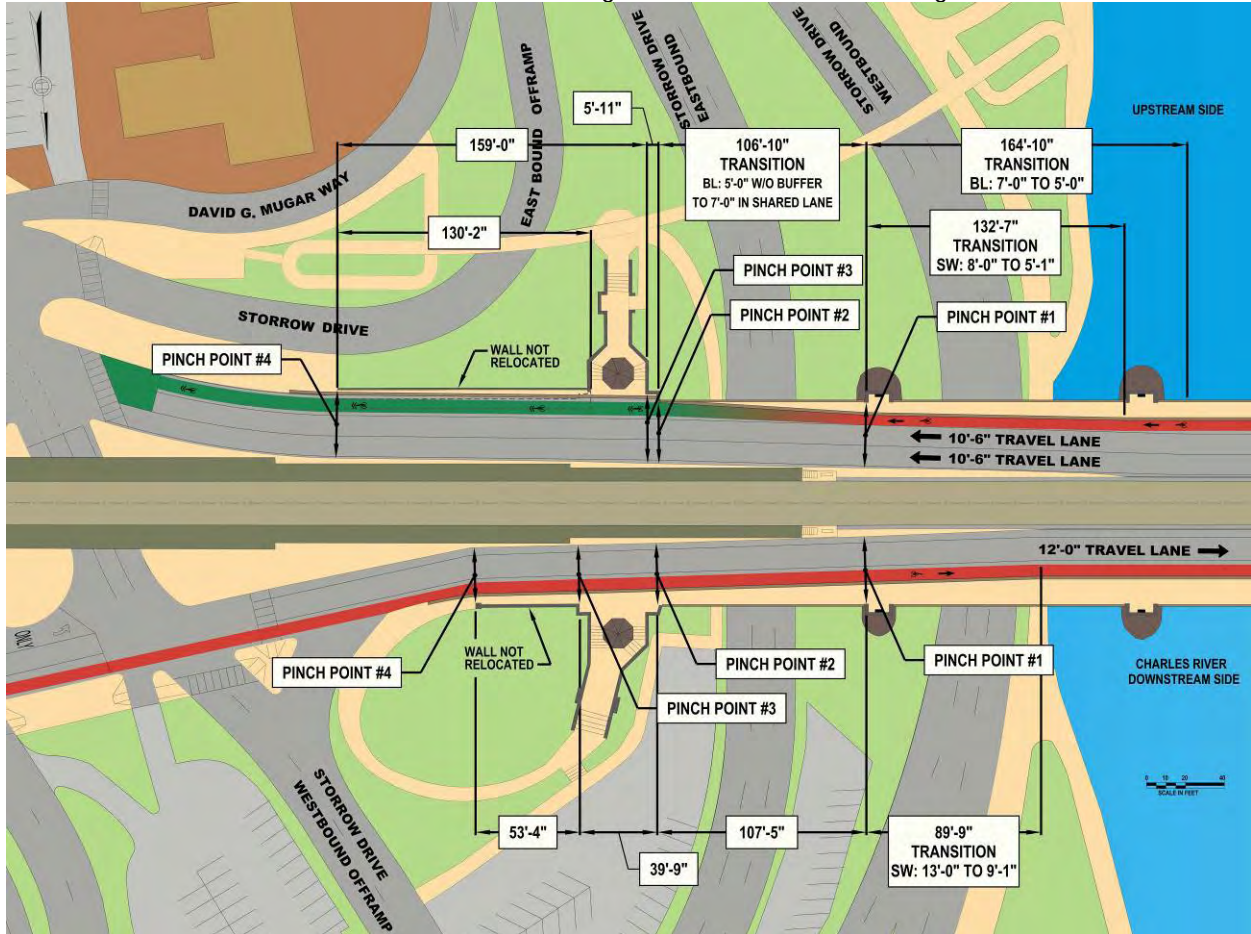 STORROW DRIVE
EASTBOUND
STORROW DRIVE
WESTBOUND
EAST BOUND OFFRAMP
UPSTREAM SIDE
5'-11"
159'-0"
106'-10"
TRANSITION
BL: 5'-0" W/O BUFFER
TO 7'-0" IN SHARED LANE
164'-10"
TRANSITION
BL: 7'-0" TO 5'-0"
DAVID G. MUGAR WAY
130'-2"
132'-7"
TRANSITION
SW: 8'-0" TO 5'-1"
PINCH POINT #3
PINCH POINT #2
PINCH POINT #1
STORROW DRIVE
WALL NOT
RELOCATED
PINCH POINT #4
10'-6" TRAVEL LANE
10'-6" TRAVEL LANE
12'-0" TRAVEL LANE
ONLY
WALL NOT
RELOCATED
PINCH POINT #4
PINCH POINT #2
PINCH POINT #1
PINCH POINT #3
CHARLES RIVER
DOWNSTREAM SIDE
STORROW DRIVE
WESTBOUND OFFRAMP
0 10 20 40
SCALE IN FEET
53'-4"
39'-9"
107'-5"
89'-9"
TRANSITION
SW: 13'-0" TO 9'-1"